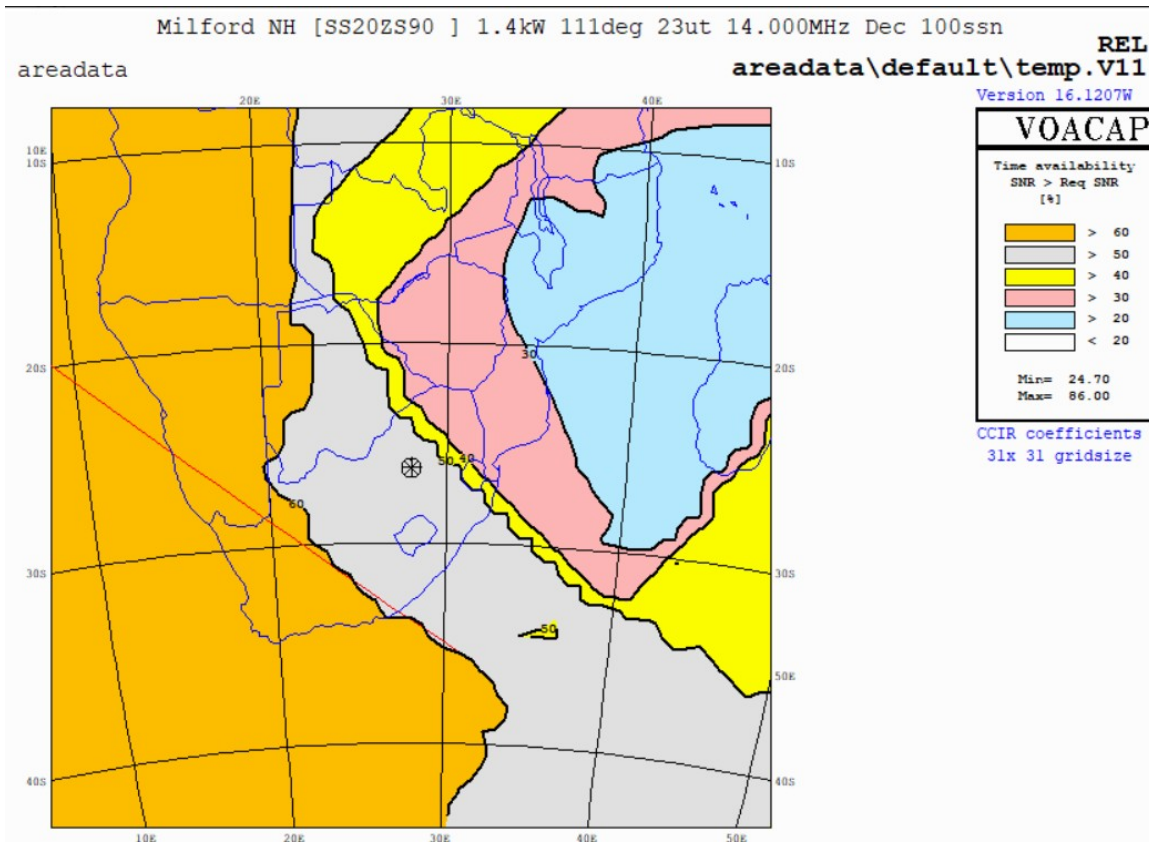 Milford NH [SS20ZS90 ] 1.4kW 111deg 23ut 14.000MHz Dec 100ssn
REL
areadata
areadata\default\temp.V11
Version 16.1207W
VOACAP
Time availability
SNR > Req SNR
[%]
> 60
> 50
> 40
> 30
> 20
< 20
Min= 24.70
Max= 86.00
CCIR coefficients
31x 31 gridsize
20E 30E 40E
10E
10S 10S
30
20S 20S
50 40
60
30S 30S
50
50E
40S 40S
10E 20E 30E 40E 50E